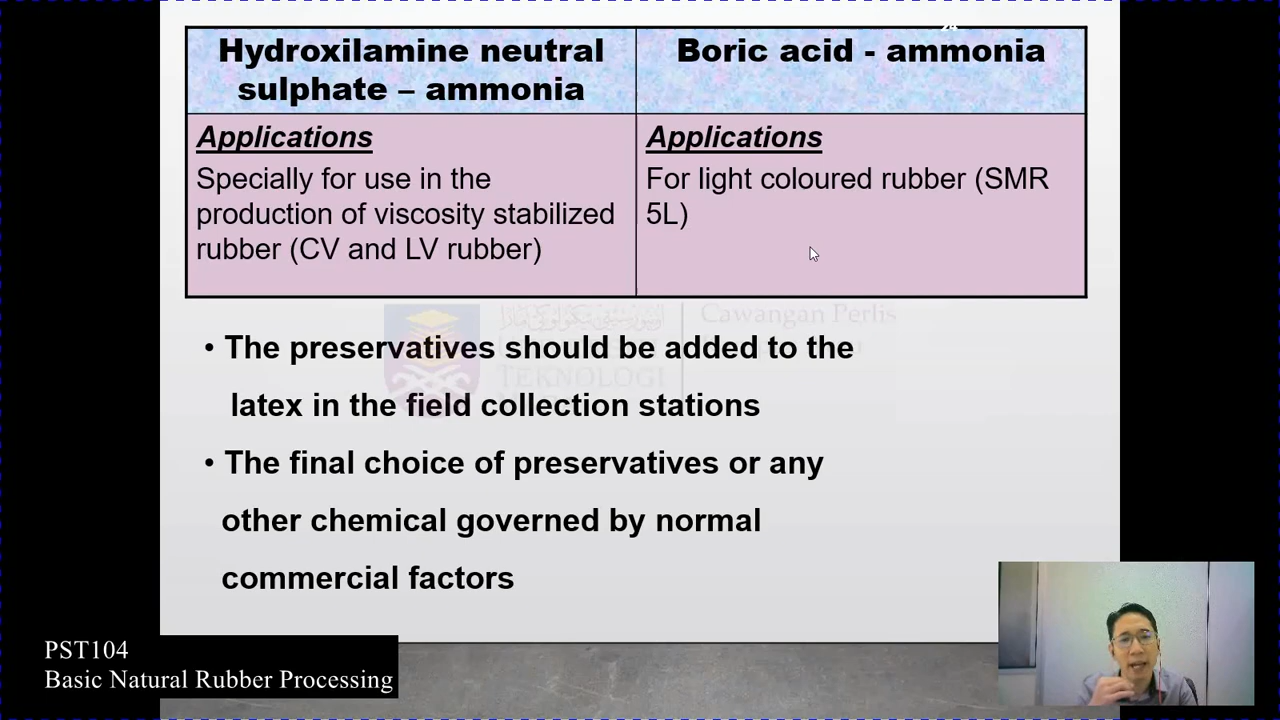 Hydroxilamine neutral
sulphate – ammonia
Boric acid - ammonia
Applications
Specially for use in the
production of viscosity stabilized
rubber (CV and LV rubber)
Applications
For light coloured rubber (SMR
5L)
Cawangan Perlis
TEKNOLOGI
• The preservatives should be added to the
latex in the field collection stations
• The final choice of preservatives or any
other chemical governed by normal
commercial factors
PST104
Basic Natural Rubber Processing